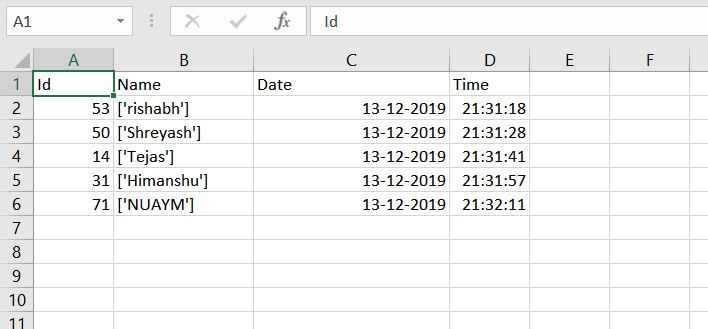 A1 fx Id
A B C D E F
1 Id Name Date Time
2 53 ['rishabh'] 13-12-2019 21:31:18
3 50 ['Shreyash'] 13-12-2019 21:31:28
4 14 ['Tejas'] 13-12-2019 21:31:41
5 31 ['Himanshu'] 13-12-2019 21:31:57
6 71 ['NUAYM'] 13-12-2019 21:32:11
7
8
9
10
11